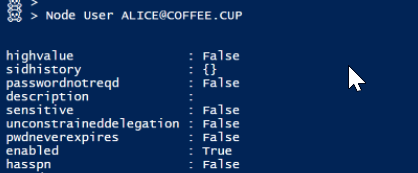 >
> Node User ALICE@COFFEE.CUP
highvalue : False
sidhistory : {}
passwordnotreqd : False
description :
sensitive : False
unconstraineddelegation : False
pwdneverexpires : False
enabled : True
hasspn : False